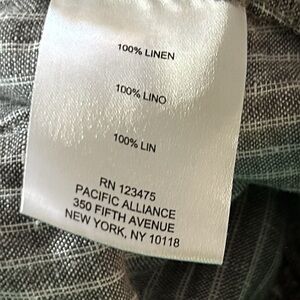 100% LINEN
100% LINO
100% LIN
RN 123475
PACIFIC ALLIANCE
350 FIFTH AVENUE
NEW YORK, NY 10118